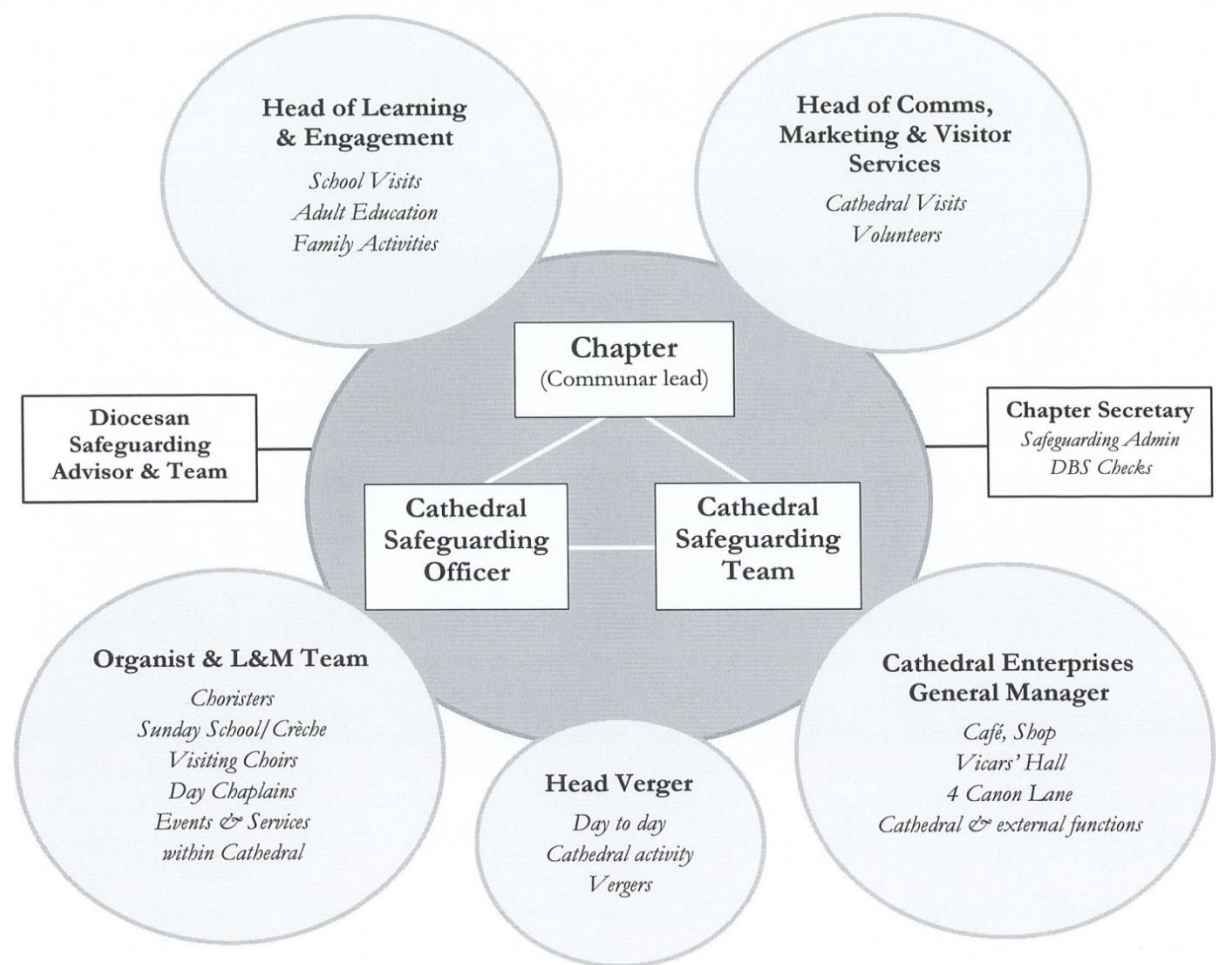 Head of Learning
& Engagement
School Visits
Adult Education
Family Activities
Head of Comms,
Marketing & Visitor
Services
Cathedral Visits
Volunteers
Chapter
(Communar lead)
Diocesan
Safeguarding
Advisor & Team
Chapter Secretary
Safeguarding Admin
DBS Checks
Cathedral
Safeguarding
Officer
Cathedral
Safeguarding
Team
Organist & L&M Team
Choristers
Sunday School/Crèche
Visiting Choirs
Day Chaplains
Events & Services
within Cathedral
Head Verger
Day to day
Cathedral activity
Vergers
Cathedral Enterprises
General Manager
Café, Shop
Vicars' Hall
4 Canon Lane
Cathedral & external functions